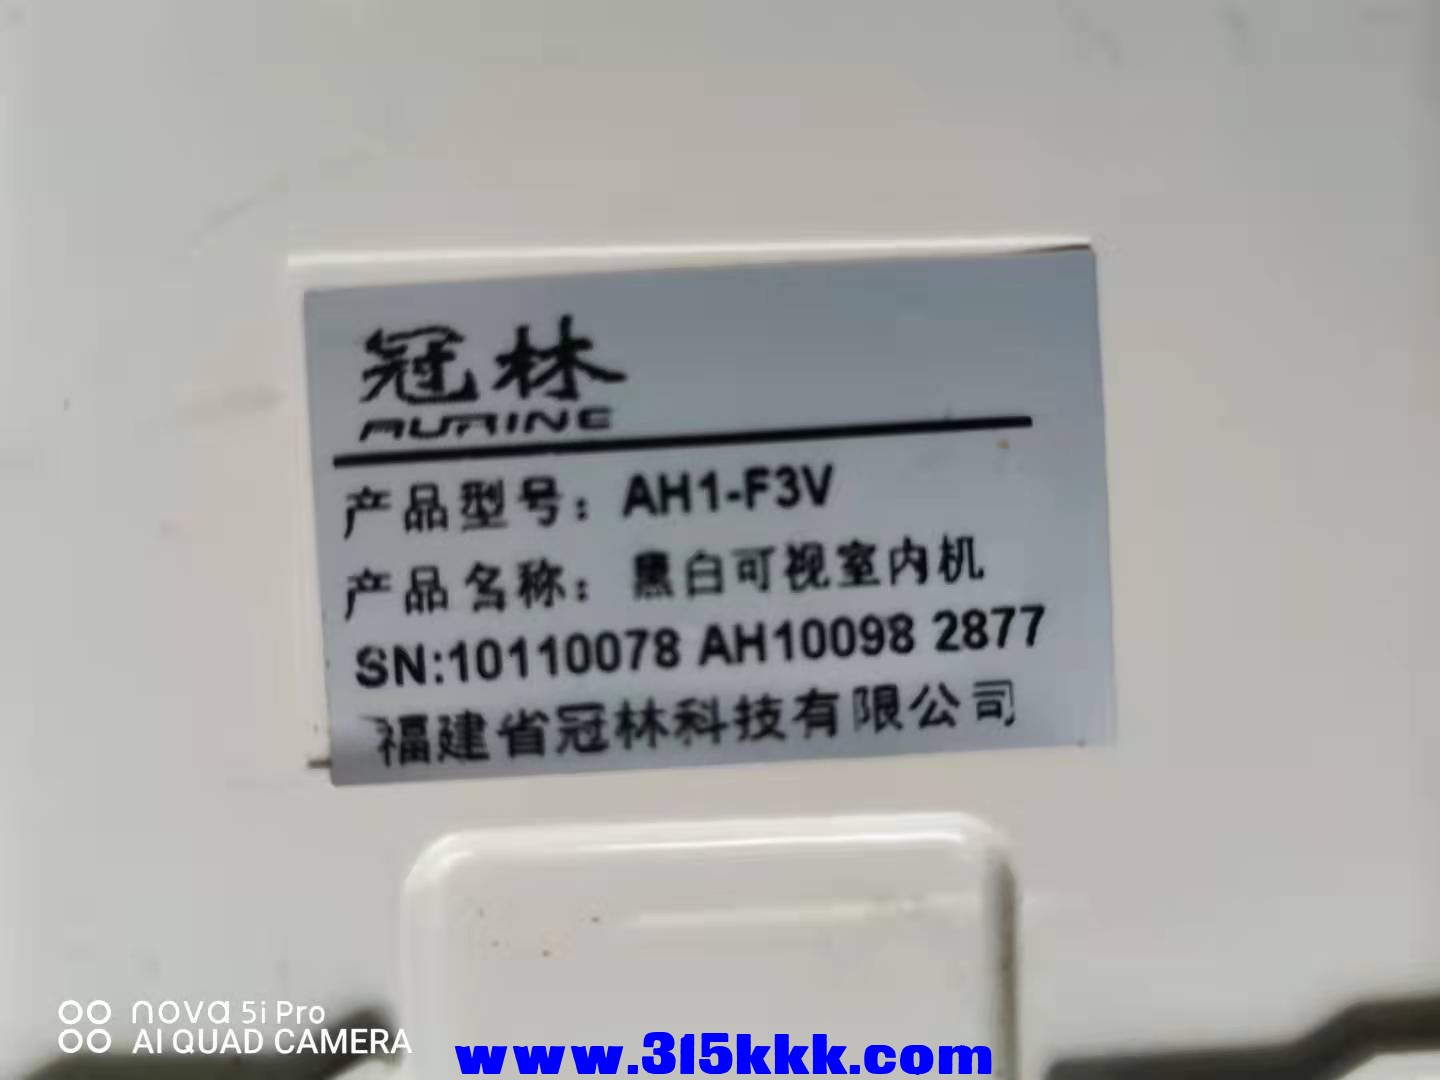 冠林
AURINE
产品型号：AH1-F3V
产品名称：黑白可视室内机
SN:10110078 AH10098 2877
福建省冠林科技有限公司
nova 5i Pro
AI QUAD CAMERA
www.315kkk.com